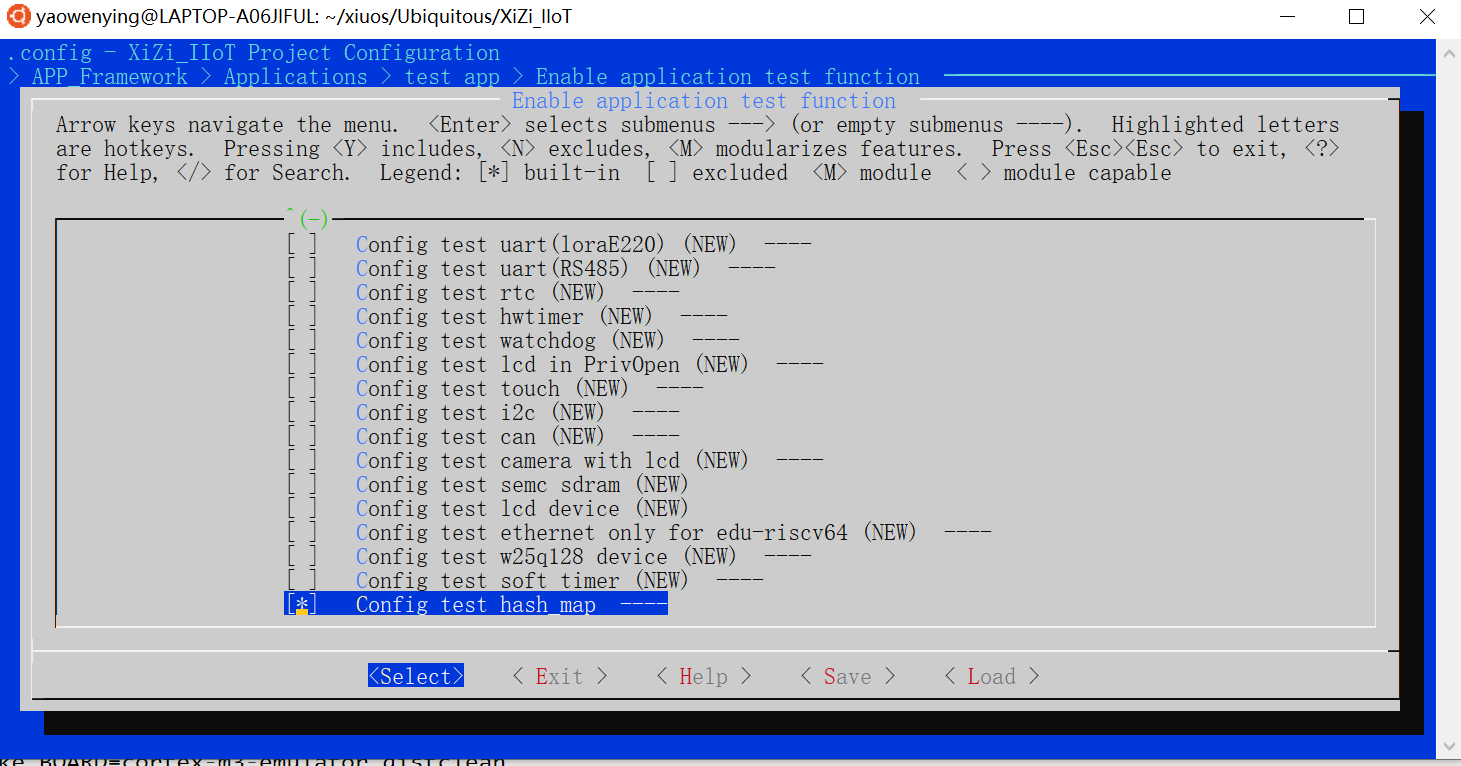 yaowenying@LAPTOP-A06JIFUL: ~/xiuos/Ubiquitous/XiZi_IIoT
.config - XiZi_IIoT Project Configuration
> APP_Framework > Applications > test app > Enable application test function
Enable application test function
Arrow keys navigate the menu.  <Enter> selects submenus ---> (or empty submenus ----).  Highlighted letters
are hotkeys.  Pressing <Y> includes, <N> excludes, <M> modularizes features.  Press <Esc><Esc> to exit, <?>
for Help, </> for Search.  Legend: [*] built-in  [ ] excluded  <M> module  < > module capable
^(-)
[ ]   Config test uart(loraE220) (NEW)  ----
[ ]   Config test uart(RS485) (NEW)  ----
[ ]   Config test rtc (NEW)  ----
[ ]   Config test hwtimer (NEW)  ----
[ ]   Config test watchdog (NEW)  ----
[ ]   Config test lcd in PrivOpen (NEW)  ----
[ ]   Config test touch (NEW)  ----
[ ]   Config test i2c (NEW)  ----
[ ]   Config test can (NEW)  ----
[ ]   Config test camera with lcd (NEW)  ----
[ ]   Config test semc sdram (NEW)
[ ]   Config test lcd device (NEW)
[ ]   Config test ethernet only for edu-riscv64 (NEW)  ----
[ ]   Config test w25q128 device (NEW)  ----
[ ]   Config test soft timer (NEW)  ----
[*]   Config test hash_map  ----
<Select>    < Exit >    < Help >    < Save >    < Load >
ke BOARD=cortex-m3-emulator distclean